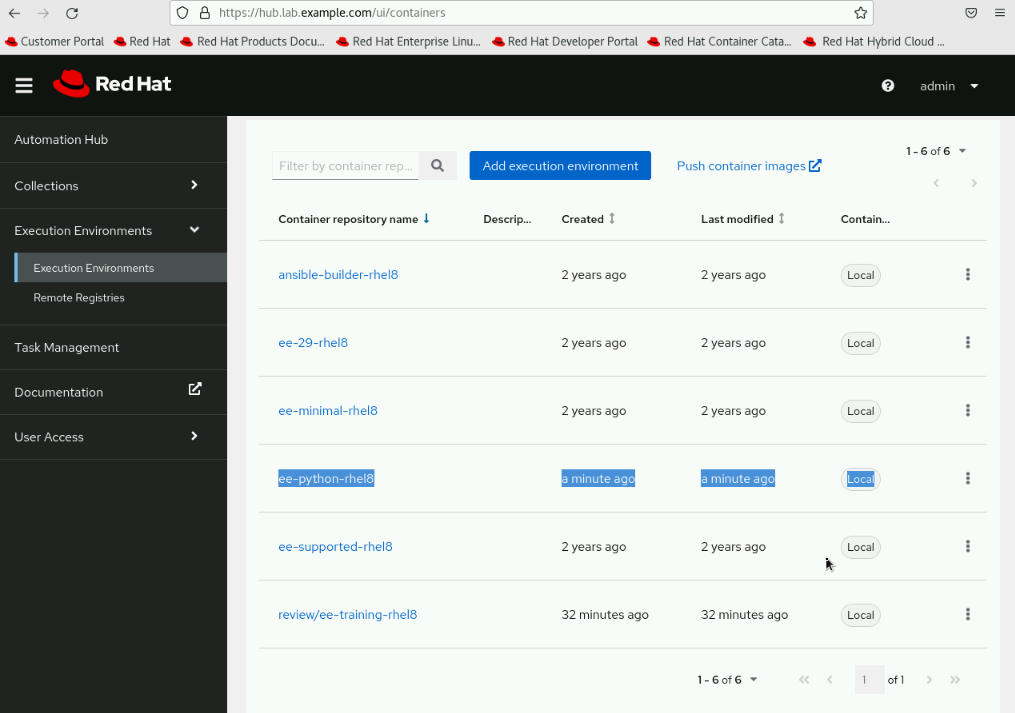 https://hub.lab.example.com/ui/containers
Customer Portal Red Hat Red Hat Products Docu... Red Hat Enterprise Linu... Red Hat Developer Portal Red Hat Container Cata... Red Hat Hybrid Cloud ...
Red Hat
admin
Automation Hub
Collections
Execution Environments
Execution Environments
Remote Registries
Task Management
Documentation
User Access
1 - 6 of 6
Filter by container rep... Add execution environment Push container images
Container repository name Descrip... Created Last modified Contain...
ansible-builder-rhel8 2 years ago 2 years ago Local
ee-29-rhel8 2 years ago 2 years ago Local
ee-minimal-rhel8 2 years ago 2 years ago Local
ee-python-rhel8 a minute ago a minute ago Local
ee-supported-rhel8 2 years ago 2 years ago Local
review/ee-training-rhel8 32 minutes ago 32 minutes ago Local
1 - 6 of 6 1 of 1